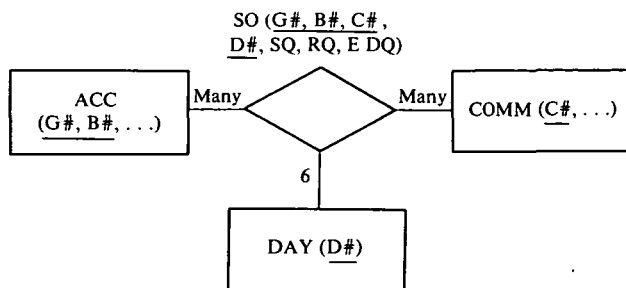 SO (G#, B#, C#,
D#, SQ, RQ, E DQ)
ACC
(G#, B#, . . .)
Many
Many
COMM (C#, . . .)
6
DAY (D#)